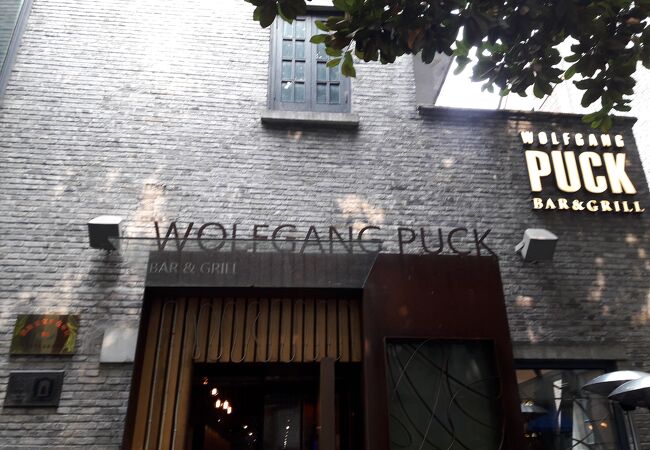 WOLFGANG
PUCK
BAR & GRILL
WOLFGANG PUCK
BAR & GRILL